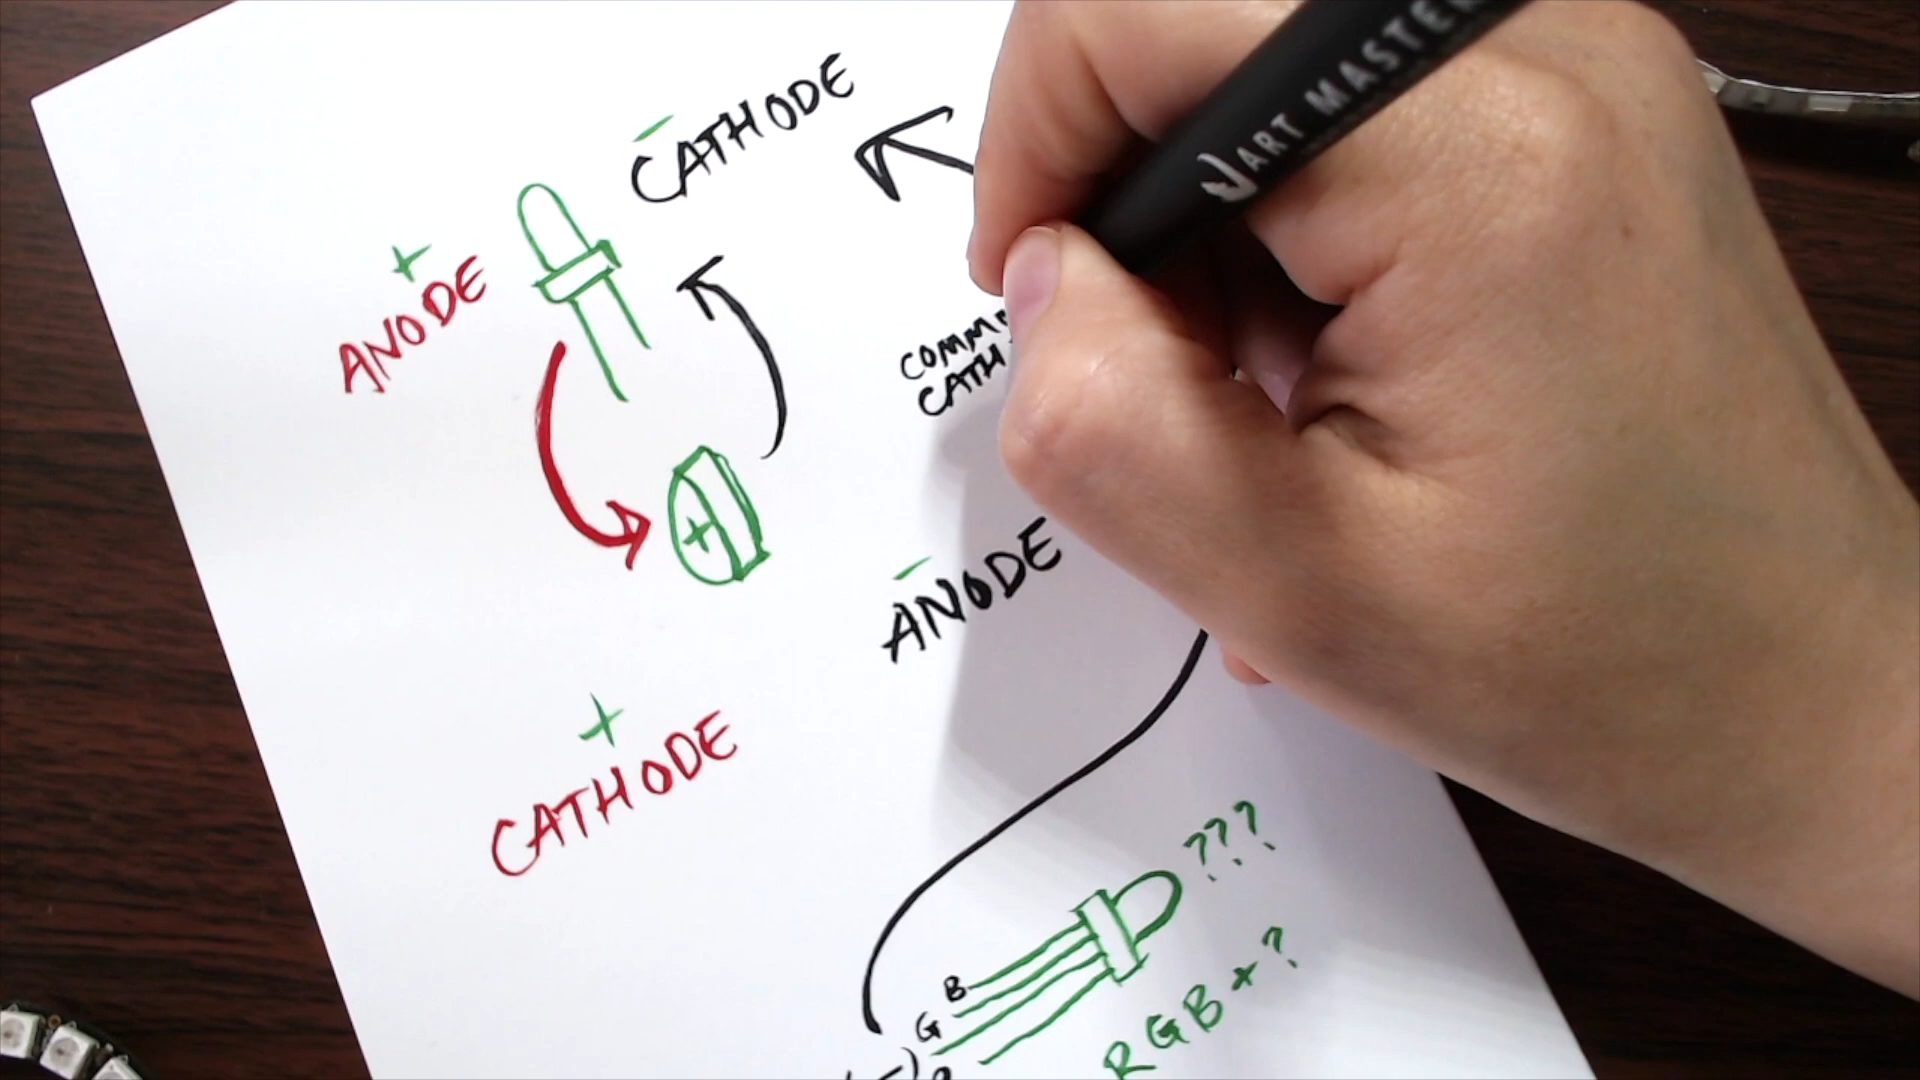 - CATHODE
+ ANODE
ART MASTER
COMM
CATH
+
- ANODE
+ CATHODE
???
B
G
(-)
RGB + ?